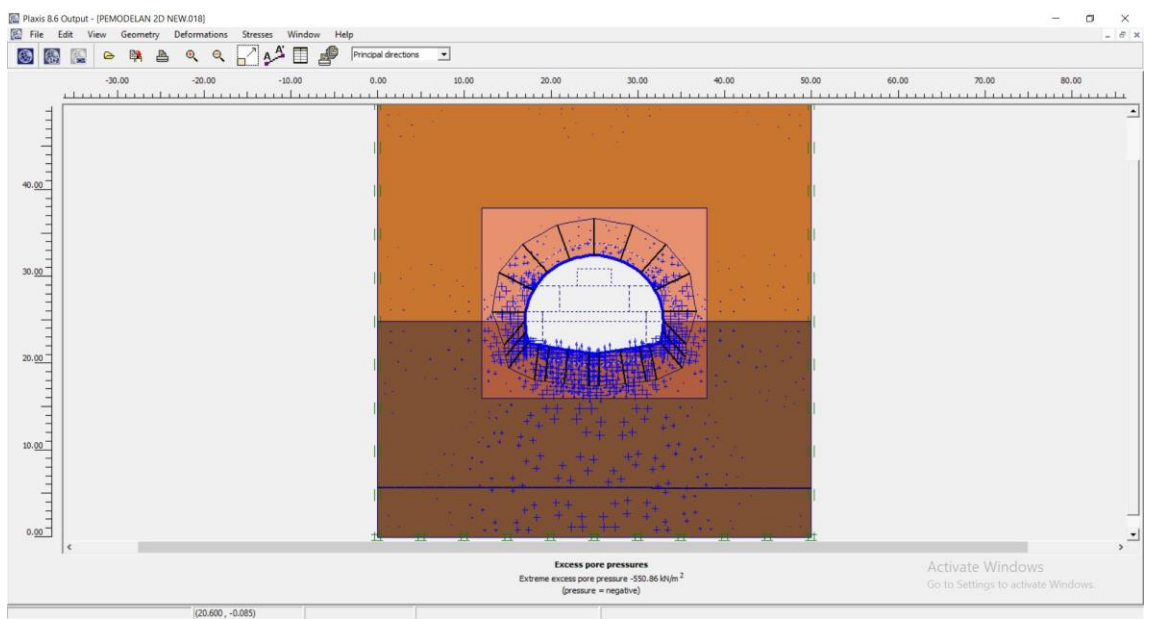 Plaxis 8.6 Output - [PEMODELAN 2D NEW.018]
File Edit View Geometry Deformations Stresses Window Help
A A'
Principal directions
-30.00 -20.00 -10.00 0.00 10.00 20.00 30.00 40.00 50.00 60.00 70.00 80.00
40.00
30.00
20.00
10.00
0.00
Excess pore pressures
Extreme excess pore pressure -550.86 kN/m²
(pressure = negative)
Activate Windows
Go to Settings to activate Windows.
(20.600 , -0.085)